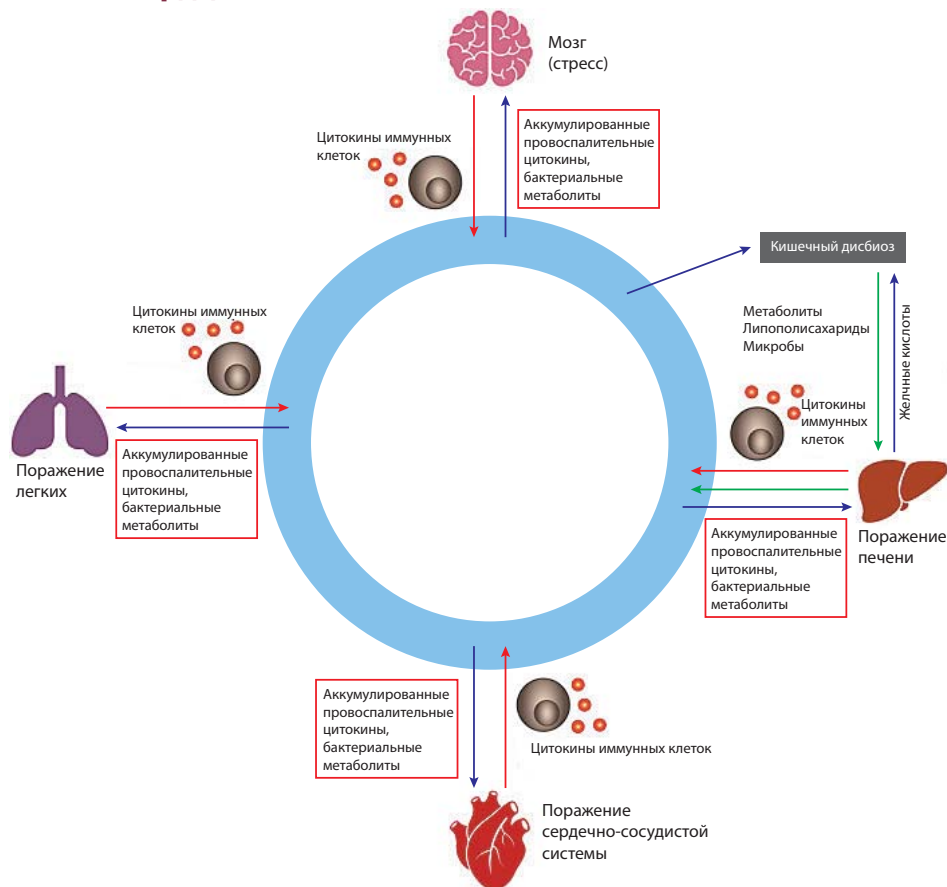 Мозг
(стресс)
Цитокины иммунных
клеток
Аккумулированные
провоспалительные
цитокины,
бактериальные
метаболиты
Кишечный дисбиоз
Цитокины иммунных
клеток
Метаболиты
Липополисахариды
Микробы
Желчные кислоты
Цитокины
иммунных
клеток
Поражение
легких
Аккумулированные
провоспалительные
цитокины,
бактериальные
метаболиты
Аккумулированные
провоспалительные
цитокины,
бактериальные
метаболиты
Поражение
печени
Аккумулированные
провоспалительные
цитокины,
бактериальные
метаболиты
Цитокины иммунных клеток
Поражение
сердечно-сосудистой
системы